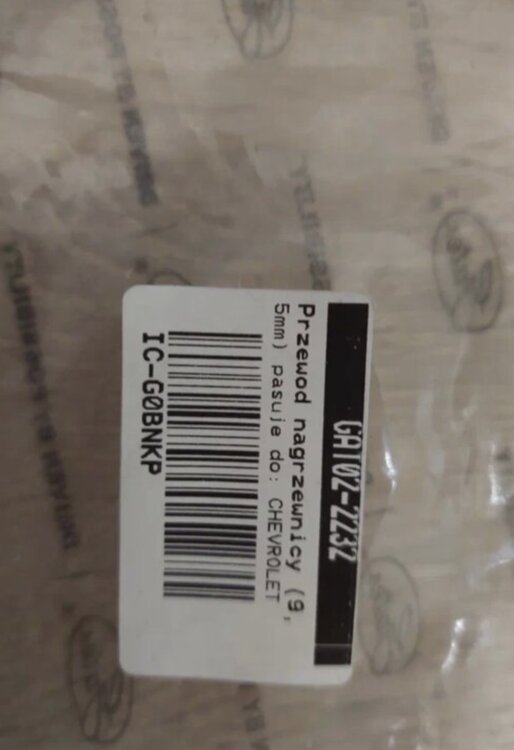 GAT02-2232
Przewod nagrzewnicy (9,
5mm) pasuje do: CHEVROLET
IC-G0BNKP